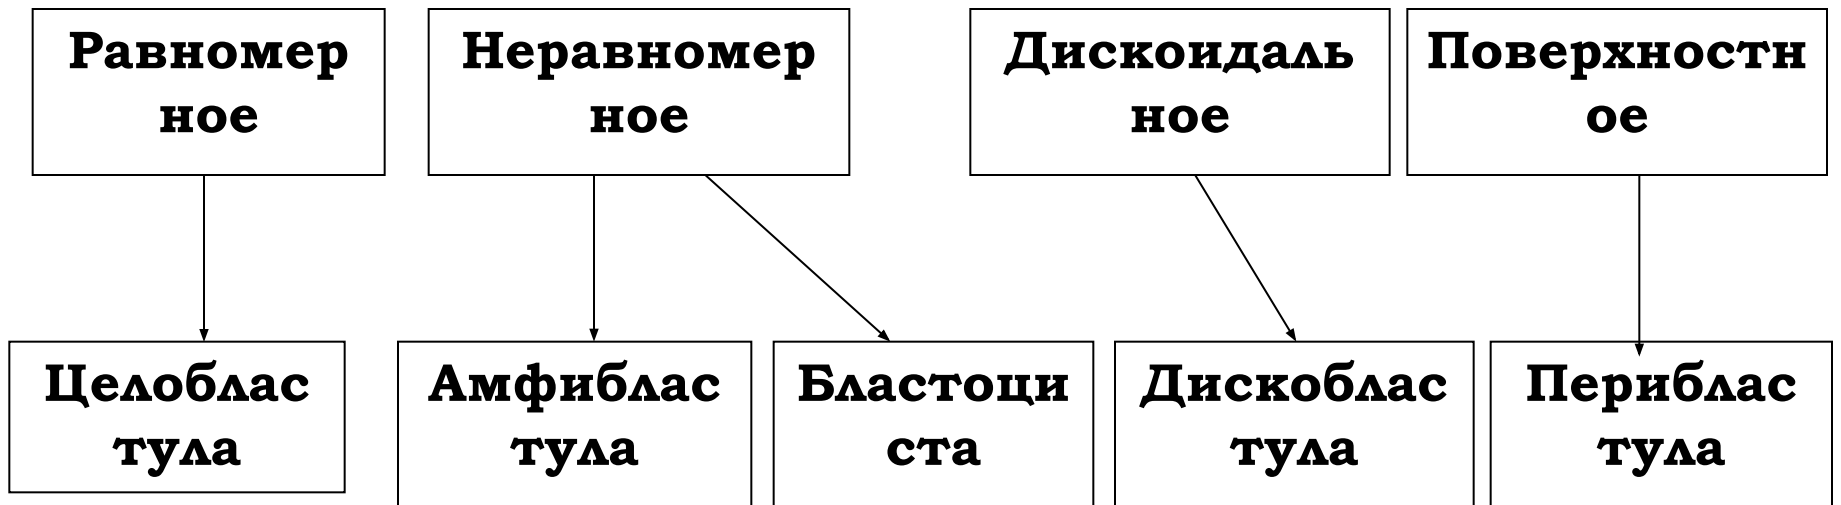 Равномер
ное
Неравномер
ное
Дискоидаль
ное
Поверхностн
ое
Целоблас
тула
Амфиблас
тула
Бластоци
ста
Дискоблас
тула
Периблас
тула